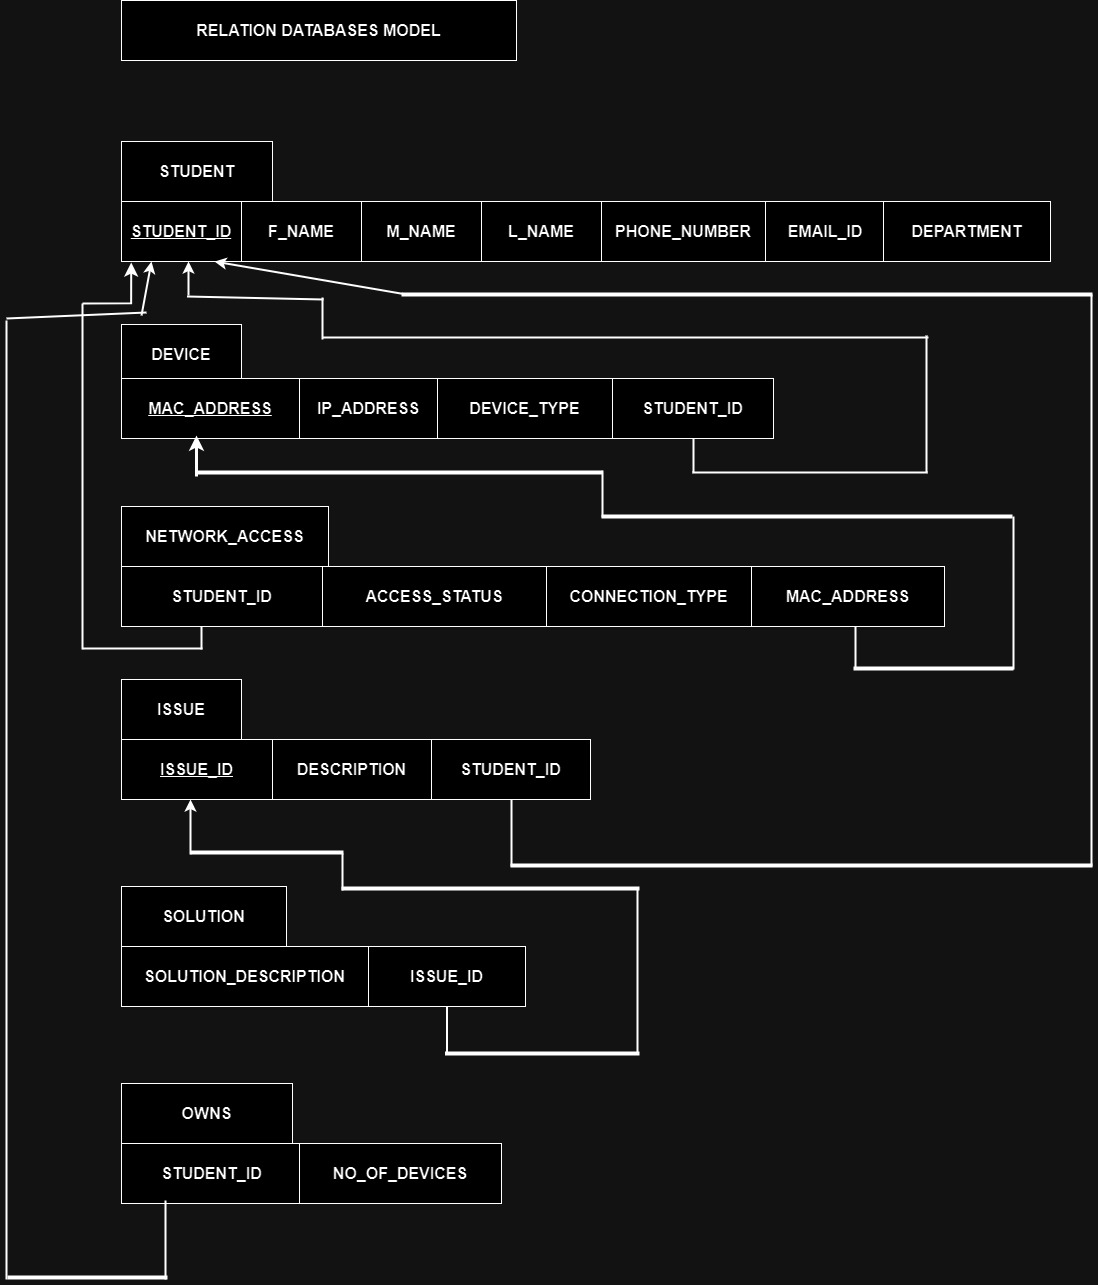 RELATION DATABASES MODEL
STUDENT
STUDENT_ID F_NAME M_NAME L_NAME PHONE_NUMBER EMAIL_ID DEPARTMENT
DEVICE
MAC_ADDRESS IP_ADDRESS DEVICE_TYPE STUDENT_ID
NETWORK_ACCESS
STUDENT_ID ACCESS_STATUS CONNECTION_TYPE MAC_ADDRESS
ISSUE
ISSUE_ID DESCRIPTION STUDENT_ID
SOLUTION
SOLUTION_DESCRIPTION ISSUE_ID
OWNS
STUDENT_ID NO_OF_DEVICES